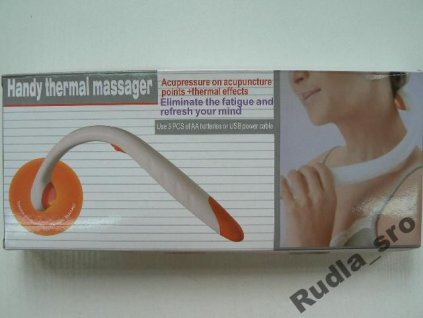 Handy thermal massager
Acupressure on acupuncture
points +thermal effects
Eliminate the fatigue and
refresh your mind
Use 3 PCS of AA batteries or USB power cable
Rudla_sro